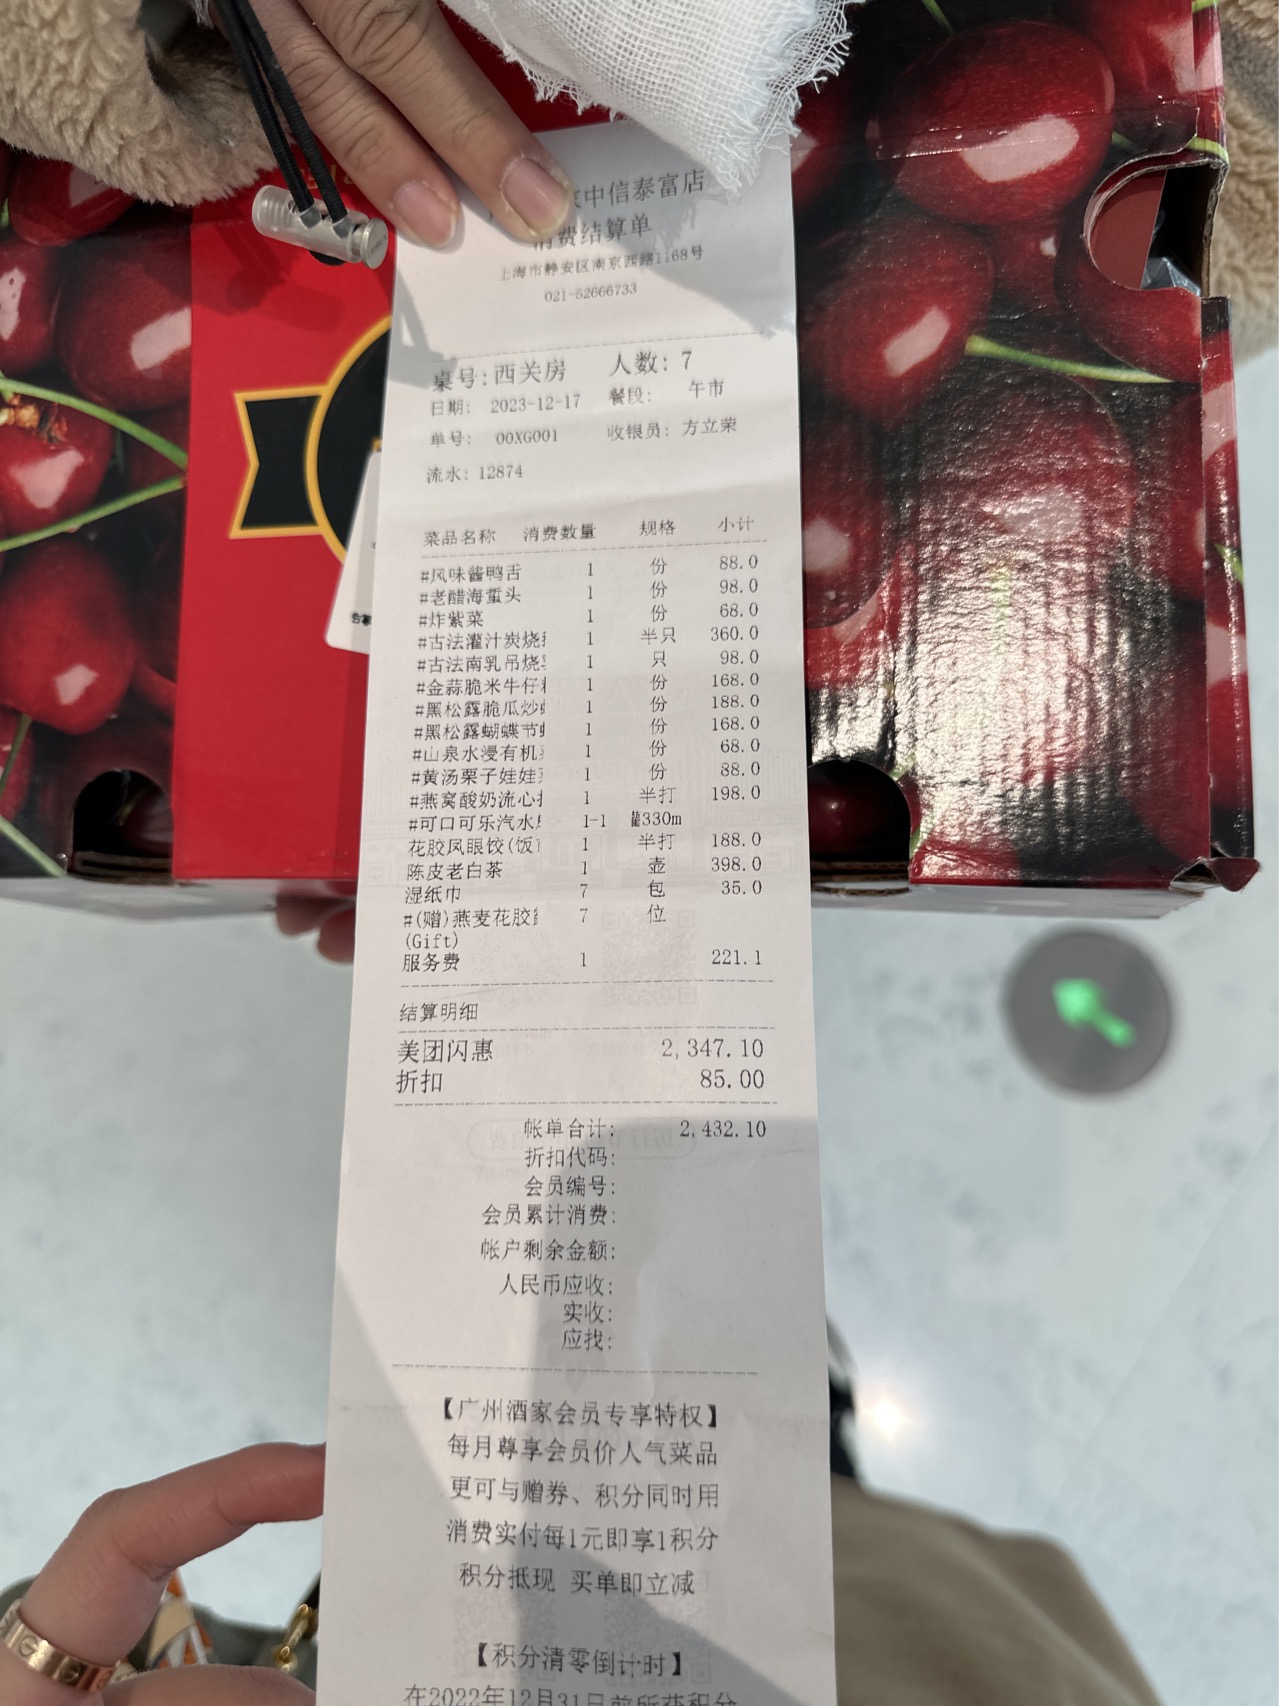 中信泰富店
消费结算单
上海市静安区南京西路1168号
021-52666733
桌号:西关房 人数: 7
日期: 2023-12-17 餐段: 午市
单号: 00XG001 收银员: 方立荣
流水: 12874
菜品名称 消费数量 规格 小计
#风味酱鸭舌 1 份 88.0
#老醋海蜇头 1 份 98.0
#炸紫菜 1 份 68.0
#古法灌汁炭烧 1 半只 360.0
#古法南乳吊烧 1 只 98.0
#金蒜脆米牛仔 1 份 168.0
#黑松露脆瓜炒 1 份 188.0
#黑松露蝴蝶节 1 份 168.0
#山泉水浸有机 1 份 68.0
#黄汤栗子娃娃 1 份 88.0
#燕窝酸奶流心 1 半打 198.0
#可口可乐汽水 1-1 330m
花胶凤眼饺(饭 1 半打 188.0
陈皮老白茶 1 壶 398.0
湿纸巾 7 包 35.0
#(赠)燕麦花胶 7 位
(Gift)
服务费 1 221.1
结算明细
美团闪惠 2,347.10
折扣 85.00
帐单合计: 2,432.10
折扣代码:
会员编号:
会员累计消费:
帐户剩余金额:
人民币应收:
实收:
应找:
【广州酒家会员专享特权】
每月尊享会员价人气菜品
更可与赠券、积分同时用
消费实付每1元即享1积分
积分抵现 买单即立减
【积分清零倒计时】
在2022年12月31日前所获积分